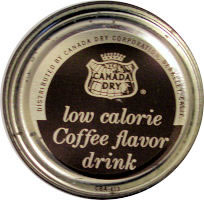 DISTRIBUTED BY CANADA DRY CORPORATION,
CANADA
DRY
®
low calorie
Coffee flavor
drink